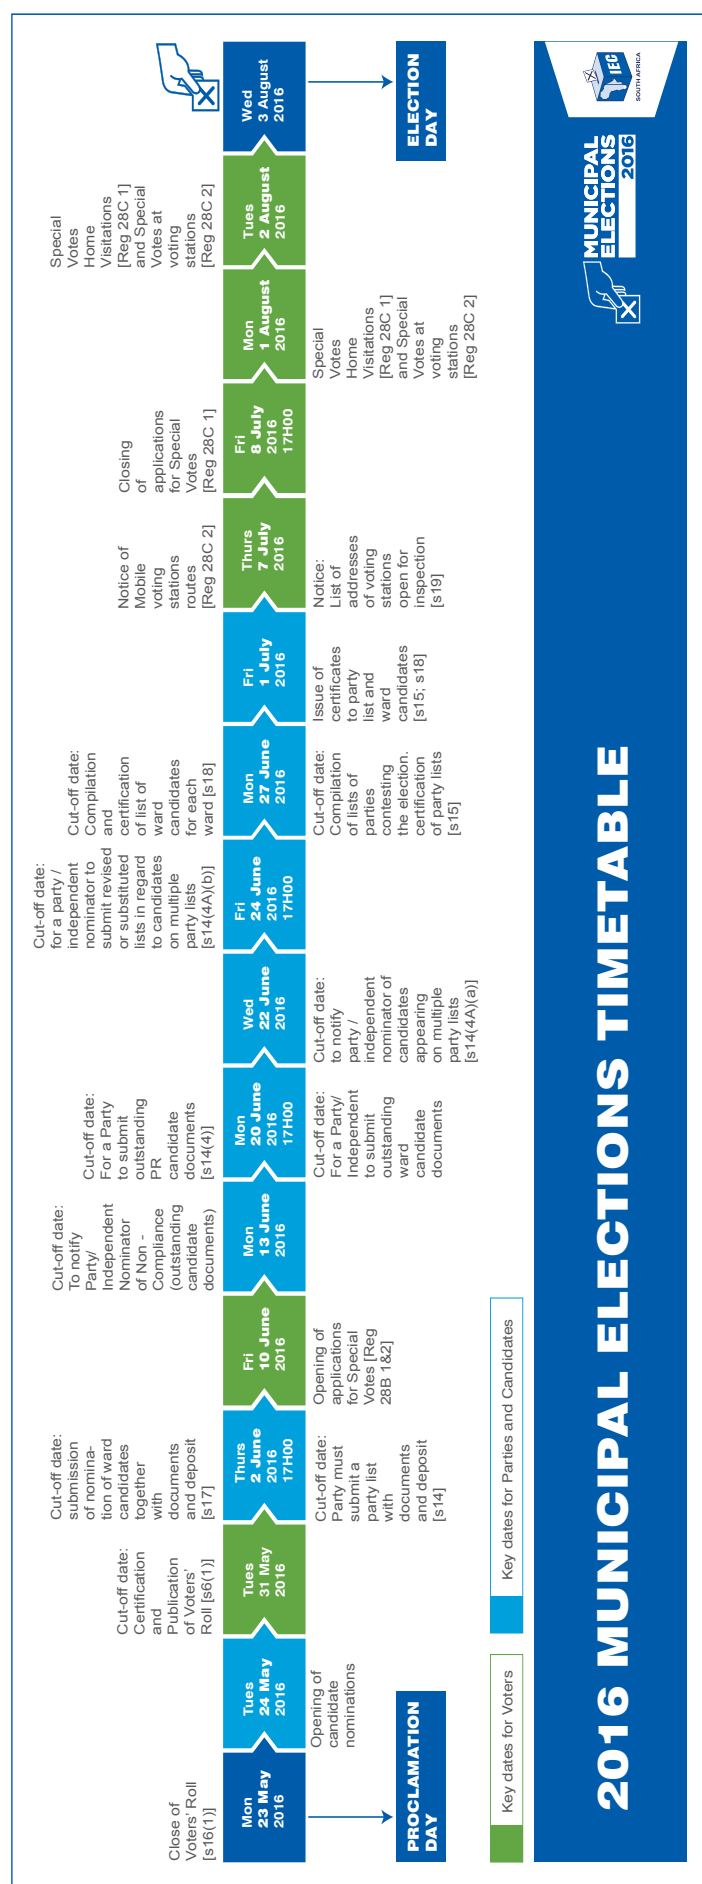 2016 MUNICIPAL ELECTIONS TIMETABLE
MUNICIPAL
ELECTIONS
2016
IEC
SOUTH AFRICA
Key dates for Voters
Key dates for Parties and Candidates
Close of
Voters' Roll
[s16(1)]
Mon
23 May
2016
PROCLAMATION
DAY
Tues
24 May
2016
Opening of
candidate
nominations
Cut-off date:
Certification
and
Publication
of Voters'
Roll [s6(1)]
Tues
31 May
2016
Cut-off date:
submission
of nomina-
tion of ward
candidates
together
with
documents
and deposit
[s17]
Thurs
2 June
2016
17H00
Cut-off date:
Party must
submit a
party list
with
documents
and deposit
[s14]
Fri
10 June
2016
Opening of
applications
for Special
Votes [Reg
28B 1&2]
Cut-off date:
To notify
Party/
Independent
Nominator
of Non -
Compliance
(outstanding
candidate
documents)
Mon
13 June
2016
Cut-off date:
For a Party
to submit
outstanding
PR
candidate
documents
[s14(4)]
Mon
20 June
2016
17H00
Cut-off date:
For a Party/
Independent
to submit
outstanding
ward
candidate
documents
Wed
22 June
2016
Cut-off date:
to notify
party /
independent
nominator of
candidates
appearing
on multiple
party lists
[s14(4A)(a)]
Cut-off date:
for a party /
independent
nominator to
submit revised
or substituted
lists in regard
to candidates
on multiple
party lists
[s14(4A)(b)]
Fri
24 June
2016
17H00
Cut-off date:
Compilation
and
certification
of list of
ward
candidates
for each
ward [s18]
Mon
27 June
2016
Cut-off date:
Compilation
of lists of
parties
contesting
the election.
certification
of party lists
[s15]
Fri
1 July
2016
Issue of
certificates
to party
list and
ward
candidates
[s15; s18]
Notice of
Mobile
voting
stations
routes
[Reg 28C 2]
Thurs
7 July
2016
Notice:
List of
addresses
of voting
stations
open for
inspection
[s19]
Closing
of
applications
for Special
Votes
[Reg 28C 1]
Fri
8 July
2016
17H00
Mon
1 August
2016
Special
Votes
Home
Visitations
[Reg 28C 1]
and Special
Votes at
voting
stations
[Reg 28C 2]
Special
Votes
Home
Visitations
[Reg 28C 1]
and Special
Votes at
voting
stations
[Reg 28C 2]
Tues
2 August
2016
Wed
3 August
2016
ELECTION
DAY